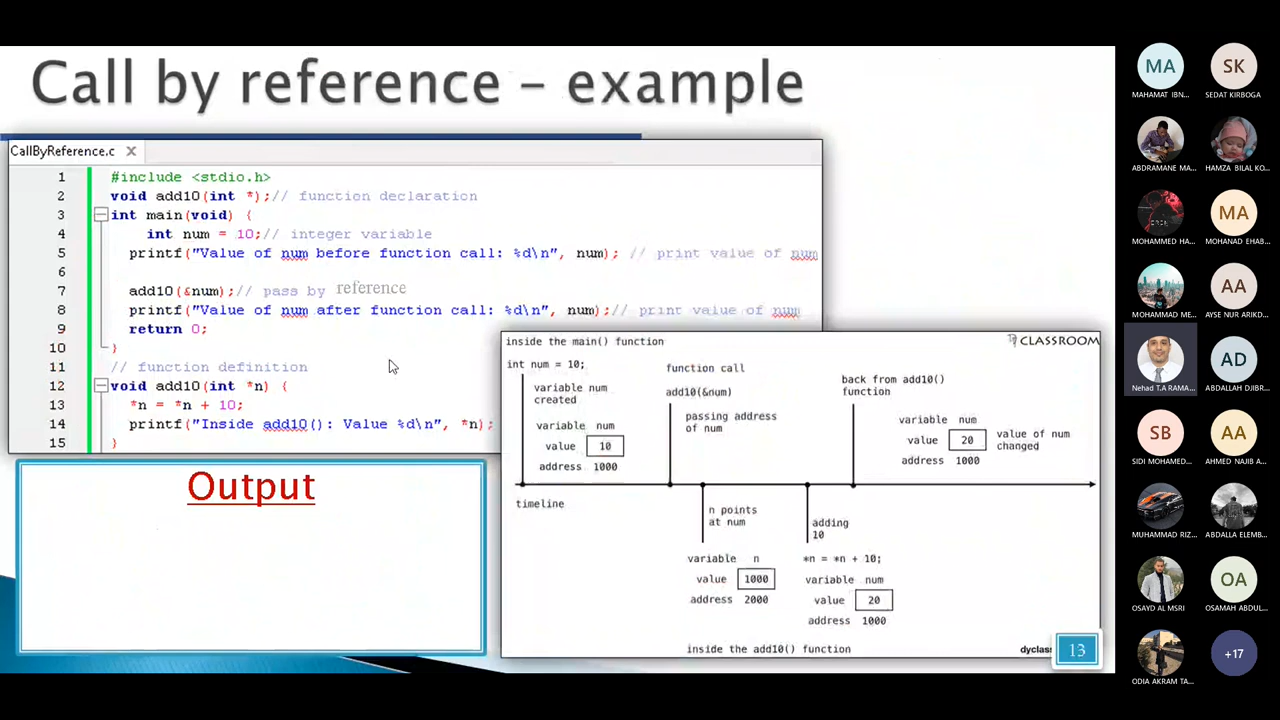 Call by reference - example
CallByReference.c
1 #include <stdio.h>
2 void add10(int *);// function declaration
3 int main(void) {
4 int num = 10;// integer variable
5 printf("Value of num before function call: %d\n", num); // print value of num
6
7 add10(&num);// pass by reference
8 printf("Value of num after function call: %d\n", num);// print value of num
9 return 0;
10 }
11 // function definition
12 void add10(int *n) {
13 *n = *n + 10;
14 printf("Inside add10(): Value %d\n", *n);
15 }
Output
inside the main() function
CLASSROOM
int num = 10;
variable num
created
variable num
value 10
address 1000
function call
add10(&num)
passing address
of num
back from add10()
function
variable num
value 20
address 1000
value of num
changed
timeline
n points
at num
variable n
value 1000
address 2000
adding
10
*n = *n + 10;
variable num
value 20
address 1000
inside the add10() function
dyclass
13
MA
MAHAMAT IBN...
SK
SEDAT KIRBOGA
ABDRAMANE MA...
HAMZA BILAL KO...
MOHAMMED HA...
MA
MOHANAD EHAB...
MOHAMMAD ME...
AA
AYSE NUR ARIKD...
Nehad T.A RAMA...
AD
ABDALLAH DJIBR...
SB
SIDI MOHAMED...
AA
AHMED NAJIB A...
MUHAMMAD RIZ...
ABDALLA ELEMB...
OSAYD AL MSRI
OA
OSAMAH ABDUL...
ODIA AKRAM TA...
+17